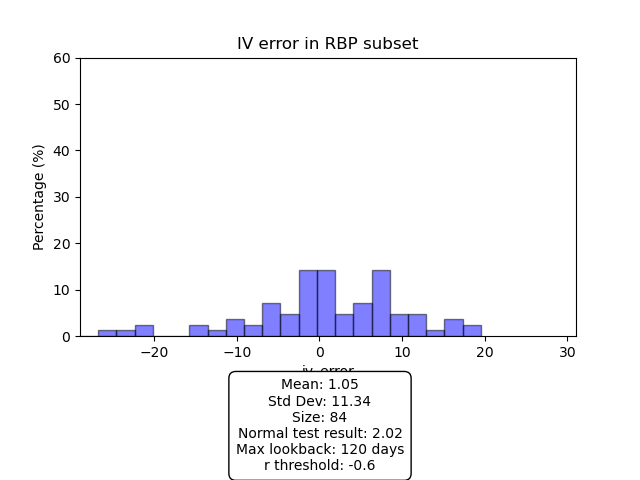 IV error in RBP subset
60
50
40
30
20
10
0
Percentage (%)
−20
−10
0
10
20
30
iv_error
Mean: 1.05
Std Dev: 11.34
Size: 84
Normal test result: 2.02
Max lookback: 120 days
r threshold: -0.6